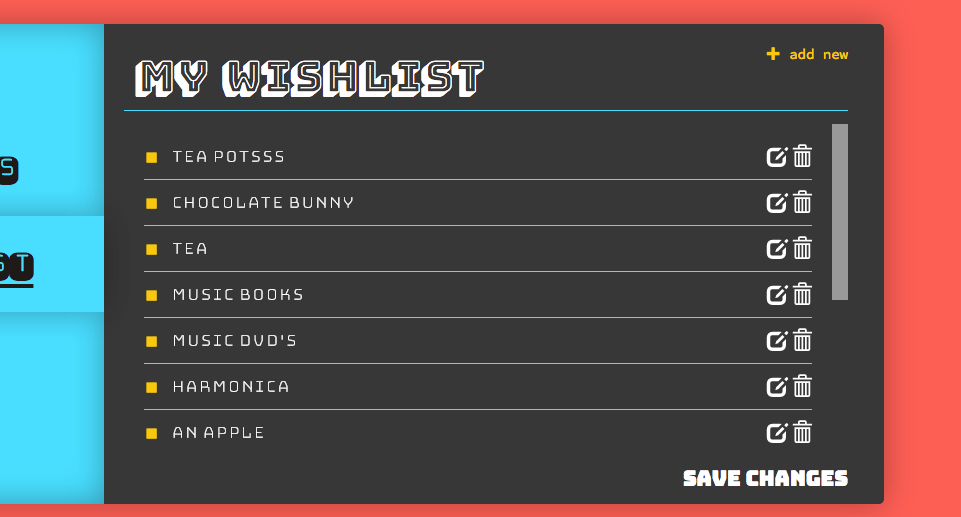 + add new
MY WISHLIST
S
TEA POTSSS
CHOCOLATE BUNNY
ST
TEA
MUSIC BOOKS
MUSIC DVD'S
HARMONICA
AN APPLE
SAVE CHANGES